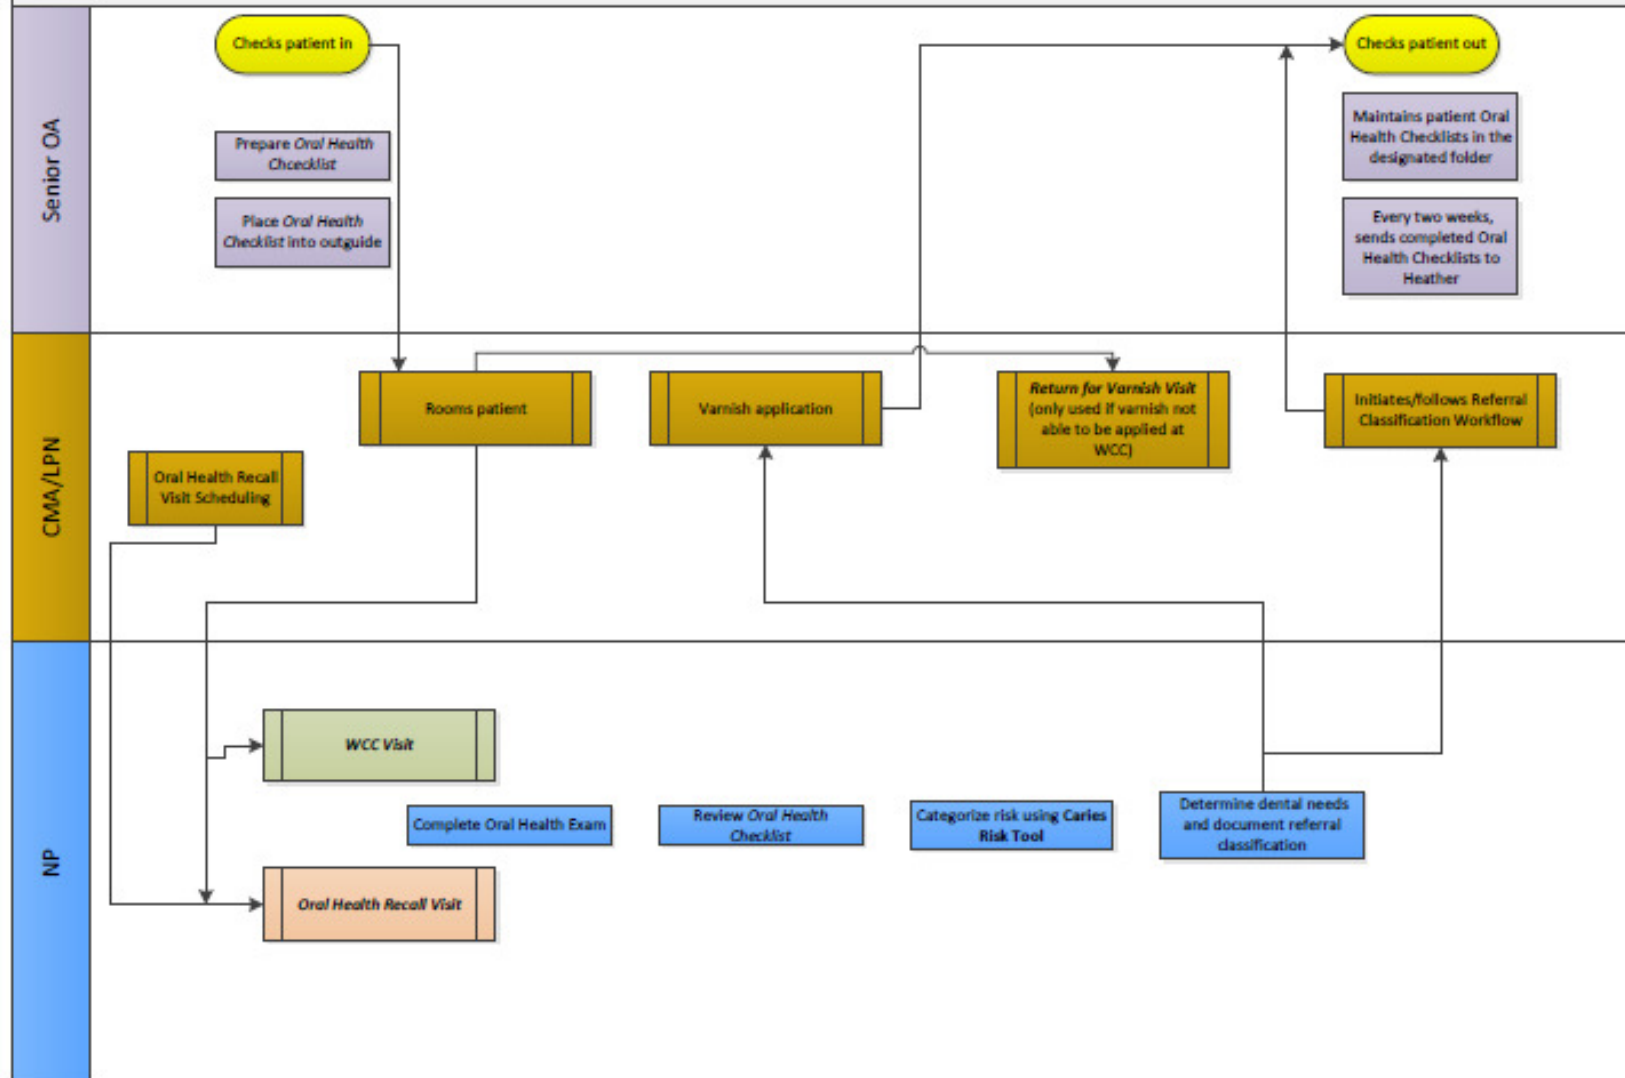 Senior OA
Checks patient in
Prepare Oral Health
Chcecklist
Place Oral Health
Checklist into outguide
Checks patient out
Maintains patient Oral
Health Checklists in the
designated folder
Every two weeks,
sends completed Oral
Health Checklists to
Heather
CMA/LPN
Oral Health Recall
Visit Scheduling
Rooms patient
Varnish application
Return for Varnish Visit
(only used if varnish not
able to be applied at
WCC)
Initiates/follows Referral
Classification Workflow
NP
WCC Visit
Complete Oral Health Exam
Review Oral Health
Checklist
Categorize risk using Caries
Risk Tool
Determine dental needs
and document referral
classification
Oral Health Recall Visit